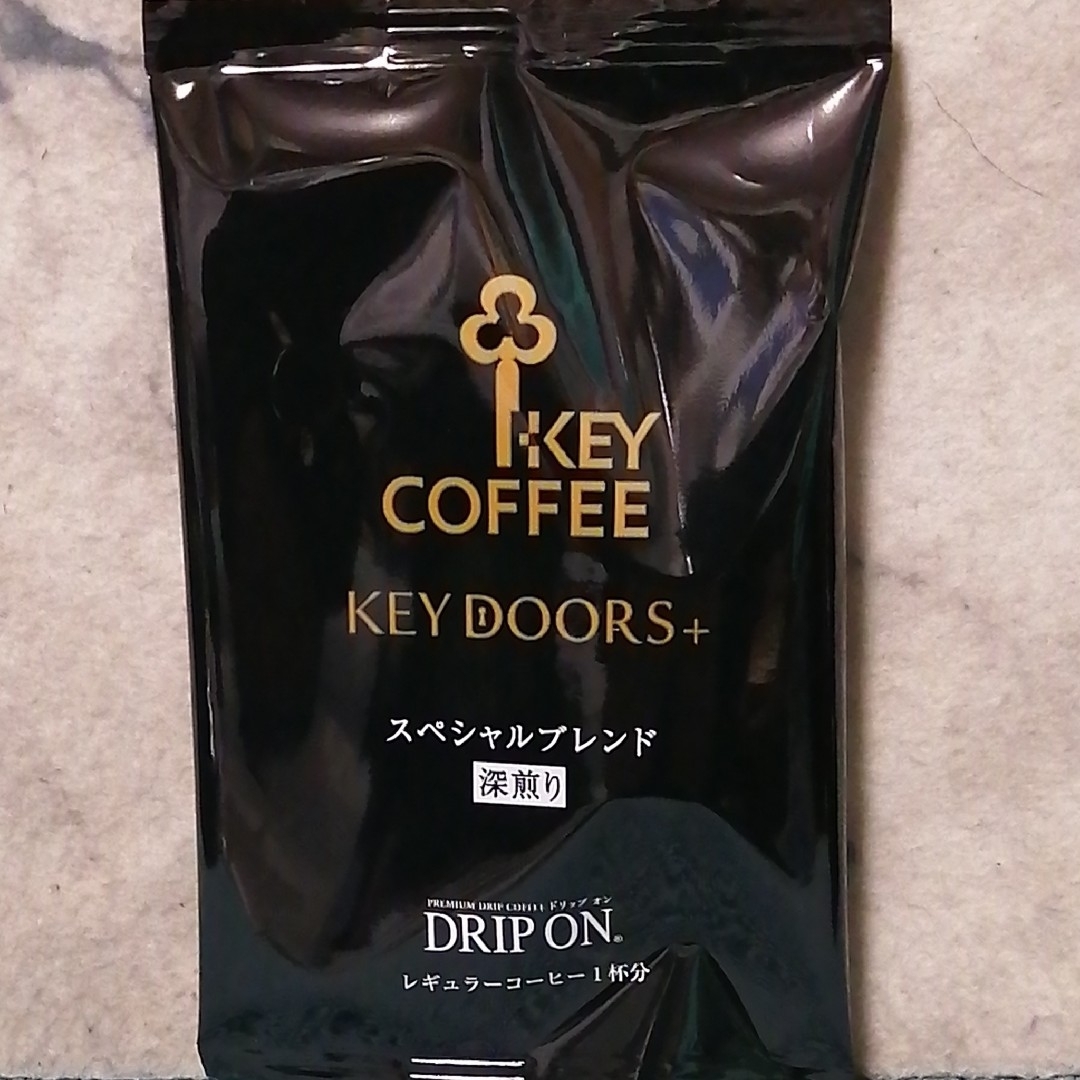 KEY
COFFEE
KEY DOORS+
スペシャルブレンド
深煎り
PREMIUM DRIP COFFEE ドリップ オン
DRIP ON®
レギュラーコーヒー1杯分